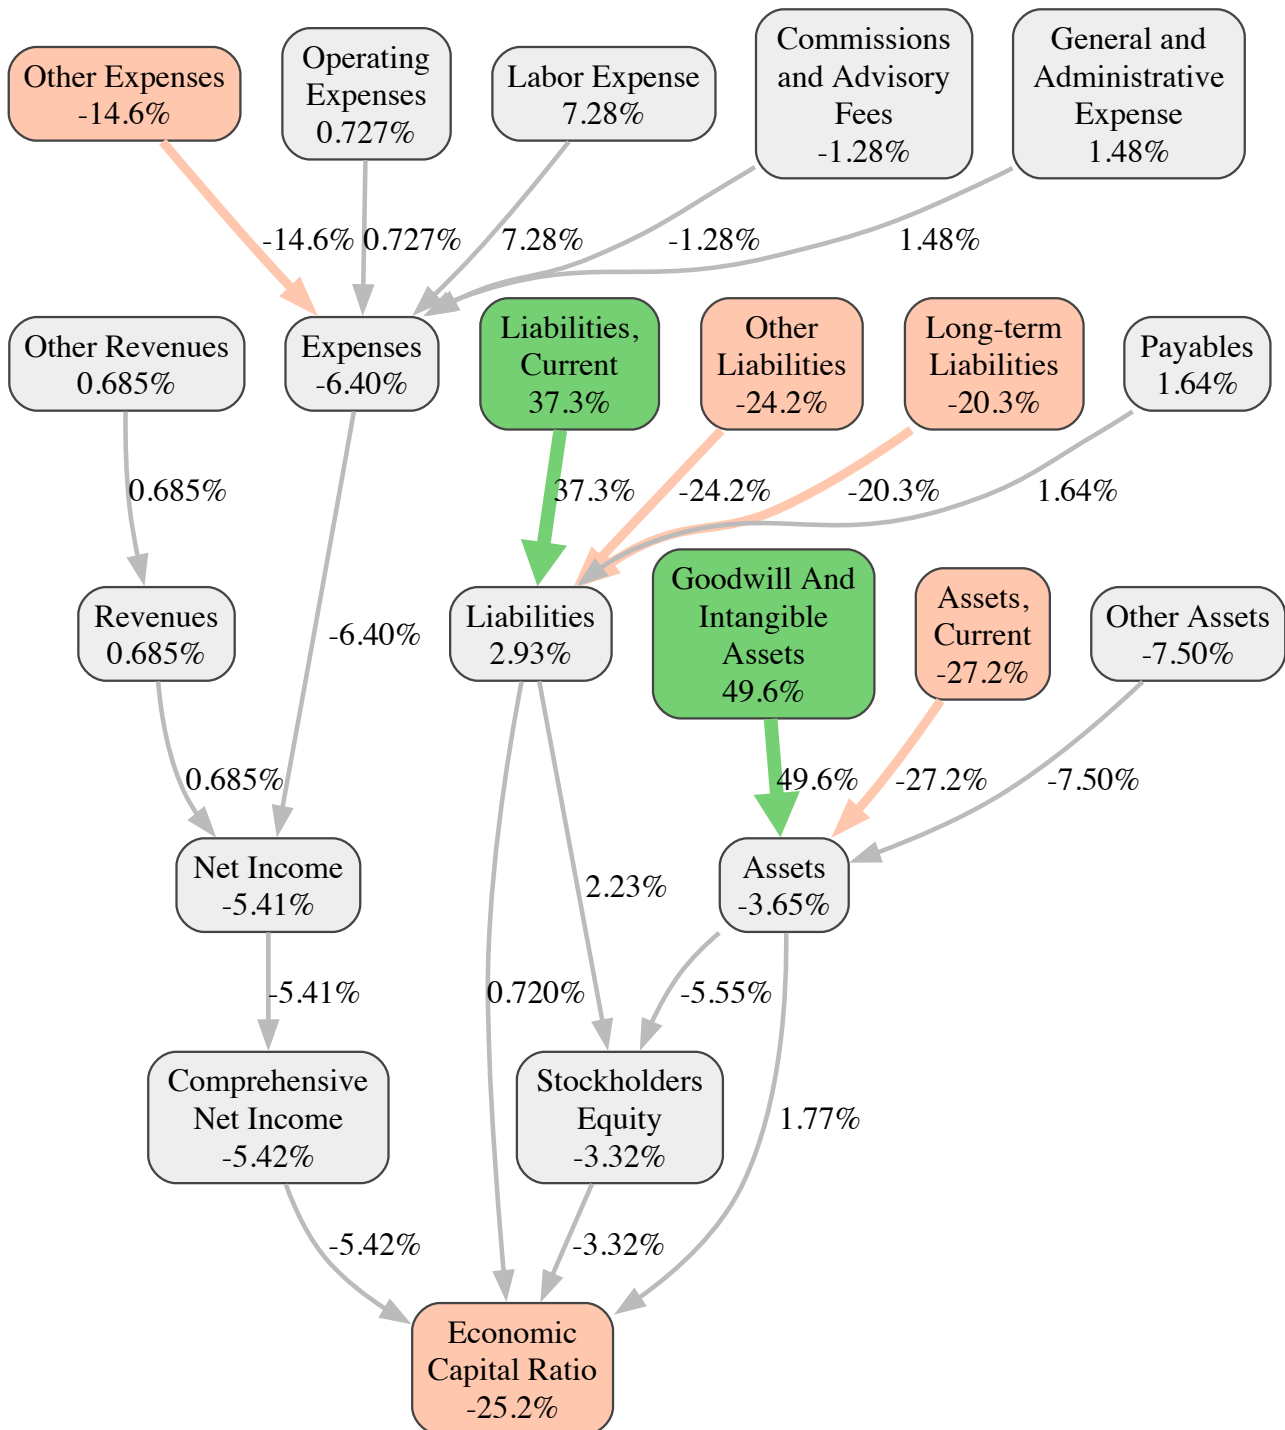 Other Expenses
-14.6%
Operating
Expenses
0.727%
Labor Expense
7.28%
Commissions
and Advisory
Fees
-1.28%
General and
Administrative
Expense
1.48%
-14.6%
0.727%
7.28%
-1.28%
1.48%
Other Revenues
0.685%
Expenses
-6.40%
Liabilities,
Current
37.3%
Other
Liabilities
-24.2%
Long-term
Liabilities
-20.3%
Payables
1.64%
0.685%
37.3%
-24.2%
-20.3%
1.64%
Revenues
0.685%
-6.40%
Liabilities
2.93%
Goodwill And
Intangible
Assets
49.6%
Assets,
Current
-27.2%
Other Assets
-7.50%
0.685%
49.6%
-27.2%
-7.50%
Net Income
-5.41%
2.23%
Assets
-3.65%
-5.41%
0.720%
-5.55%
Comprehensive
Net Income
-5.42%
Stockholders
Equity
-3.32%
1.77%
-5.42%
-3.32%
Economic
Capital Ratio
-25.2%